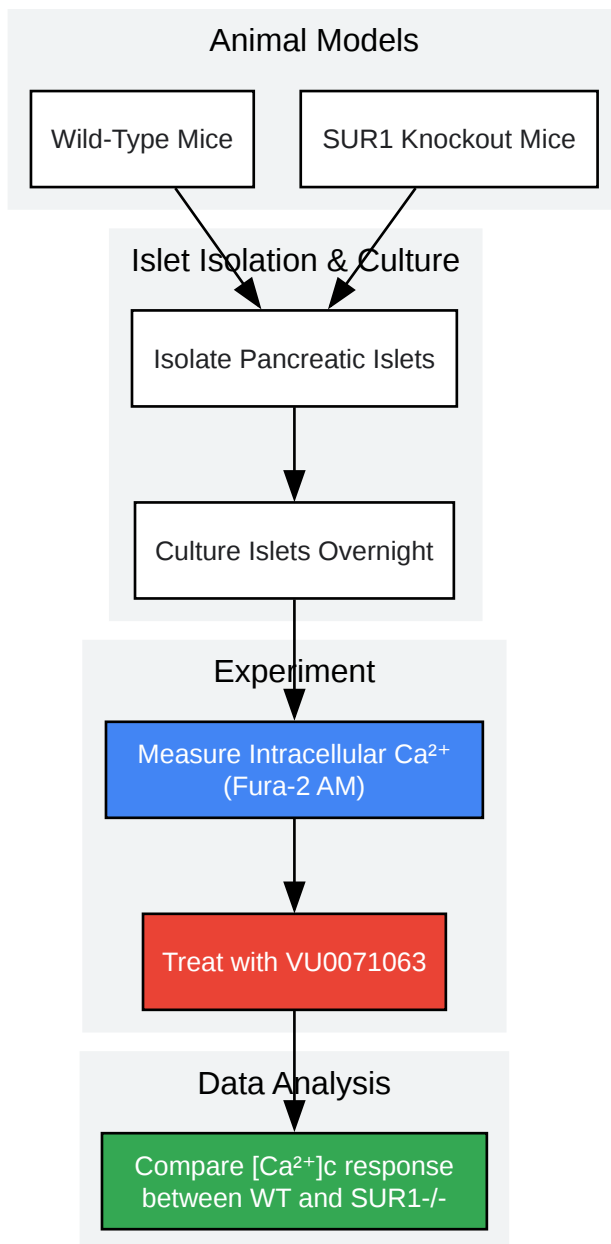 Animal Models
Wild-Type Mice
SUR1 Knockout Mice
Islet Isolation & Culture
Isolate Pancreatic Islets
Culture Islets Overnight
Experiment
Measure Intracellular Ca²⁺
(Fura-2 AM)
Treat with VU0071063
Data Analysis
Compare [Ca²⁺]c response
between WT and SUR1-/-